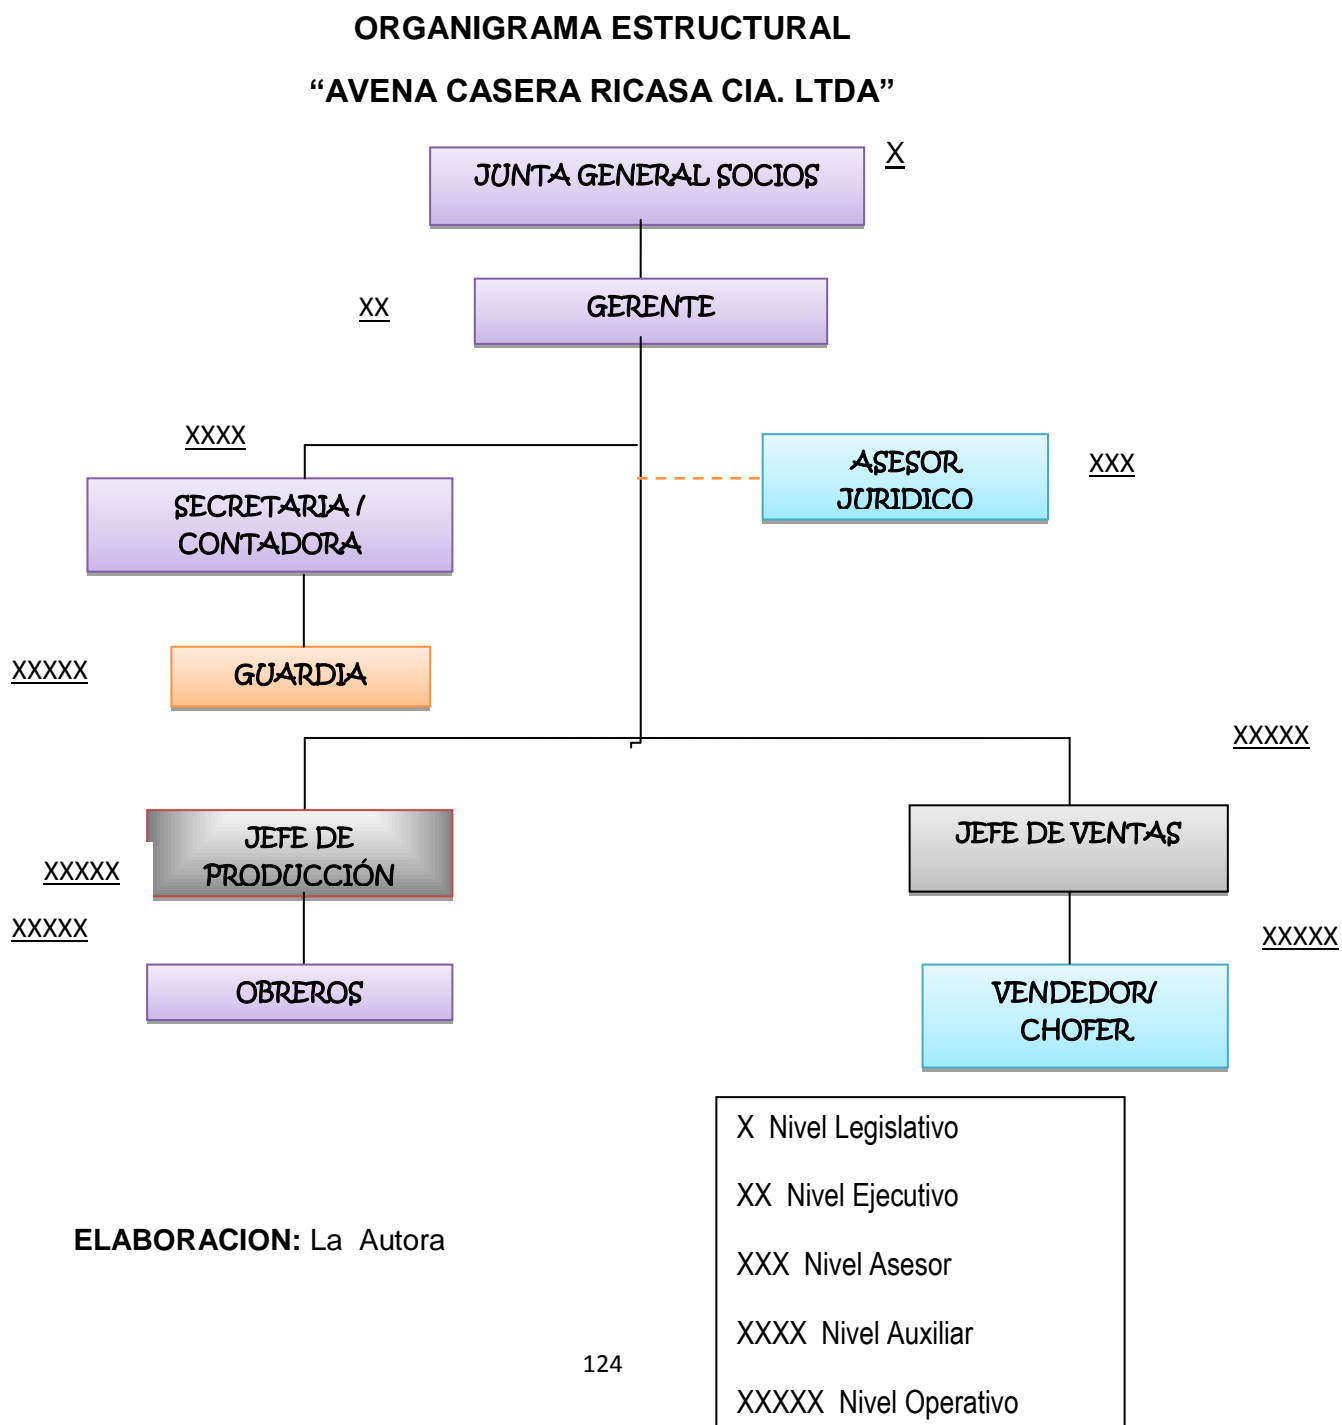 ORGANIGRAMA ESTRUCTURAL
“AVENA CASERA RICASA CIA. LTDA”
JUNTA GENERAL SOCIOS
X
GERENTE
XX
XXXX
ASESOR
JURIDICO
XXX
SECRETARIA /
CONTADORA
XXXXX
GUARDIA
XXXXX
JEFE DE
PRODUCCIÓN
JEFE DE VENTAS
XXXXX
XXXXX
XXXXX
OBREROS
VENDEDOR/
CHOFER
X Nivel Legislativo
XX Nivel Ejecutivo
ELABORACION: La Autora
XXX Nivel Asesor
XXXX Nivel Auxiliar
124
XXXXX Nivel Operativo